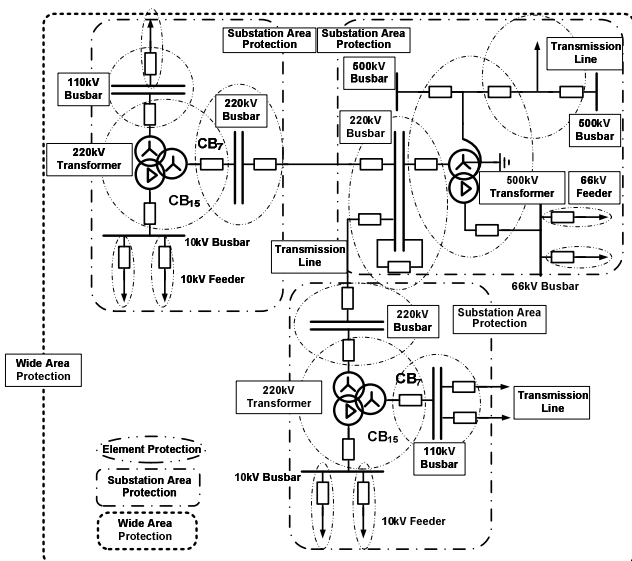 Substation Area
Protection
Substation Area
Protection
Transmission
Line
500kV
Busbar
110kV
Busbar
220kV
Busbar
220kV
Busbar
500kV
Busbar
CB7
220kV
Transformer
500kV
Transformer
66kV
Feeder
CB15
10kV Busbar
Transmission
Line
10kV Feeder
66kV Busbar
220kV
Busbar
Substation Area
Protection
Wide Area
Protection
220kV
Transformer
CB7
Transmission
Line
CB15
110kV
Busbar
Element Protection
10kV Busbar
Substation Area
Protection
10kV Feeder
Wide Area
Protection